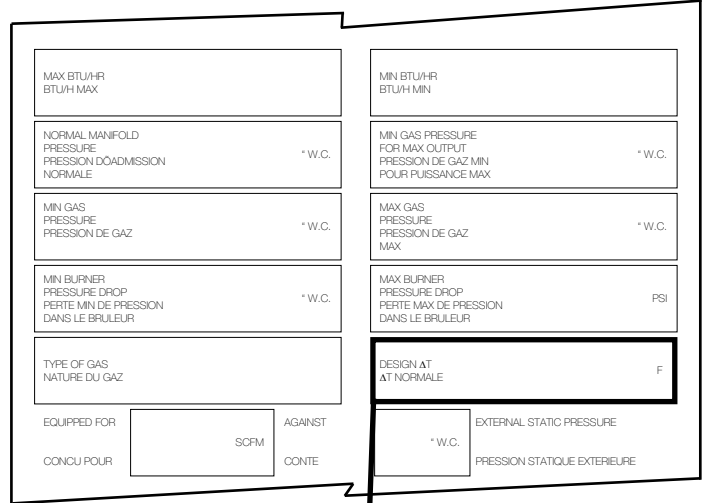 MAX BTU/HR
BTU/H MAX
MIN BTU/HR
BTU/H MIN
NORMAL MANIFOLD
PRESSURE
PRESSION DÕADMISSION
NORMALE
" W.C.
MIN GAS PRESSURE
FOR MAX OUTPUT
PRESSION DE GAZ MIN
POUR PUISSANCE MAX
" W.C.
MIN GAS
PRESSURE
PRESSION DE GAZ
" W.C.
MAX GAS
PRESSURE
PRESSION DE GAZ
MAX
" W.C.
MIN BURNER
PRESSURE DROP
PERTE MIN DE PRESSION
DANS LE BRULEUR
" W.C.
MAX BURNER
PRESSURE DROP
PERTE MAX DE PRESSION
DANS LE BRULEUR
PSI
TYPE OF GAS
NATURE DU GAZ
DESIGN ΔT
ΔT NORMALE
F
EQUIPPED FOR
CONCU POUR
SCFM
AGAINST
CONTE
" W.C.
EXTERNAL STATIC PRESSURE
PRESSION STATIQUE EXTERIEURE